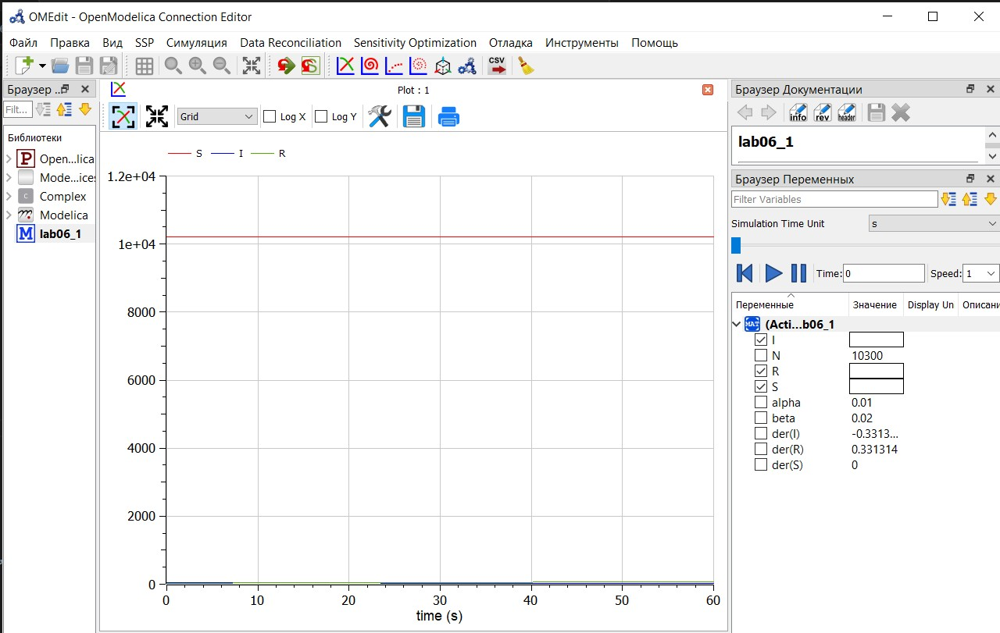 OMEdit - OpenModelica Connection Editor
Файл Правка Вид SSP Симуляция Data Reconciliation Sensitivity Optimization Отладка Инструменты Помощь
CSV
Браузер ...
Filt...
Библиотеки
P Open...lica
Mode...ices
C Complex
Modelica
M lab06_1
Plot : 1
Grid Log X Log Y
S I R
1.2e+04
1e+04
8000
6000
4000
2000
0
0 10 20 30 40 50 60
time (s)
Браузер Документации
info rev header
lab06_1
Браузер Переменных
Filter Variables
Simulation Time Unit s
Time: 0 Speed: 1
Переменные Значение Display Un Описани
MAT (Acti...b06_1
I
N 10300
R
S
alpha 0.01
beta 0.02
der(I) -0.3313...
der(R) 0.331314
der(S) 0